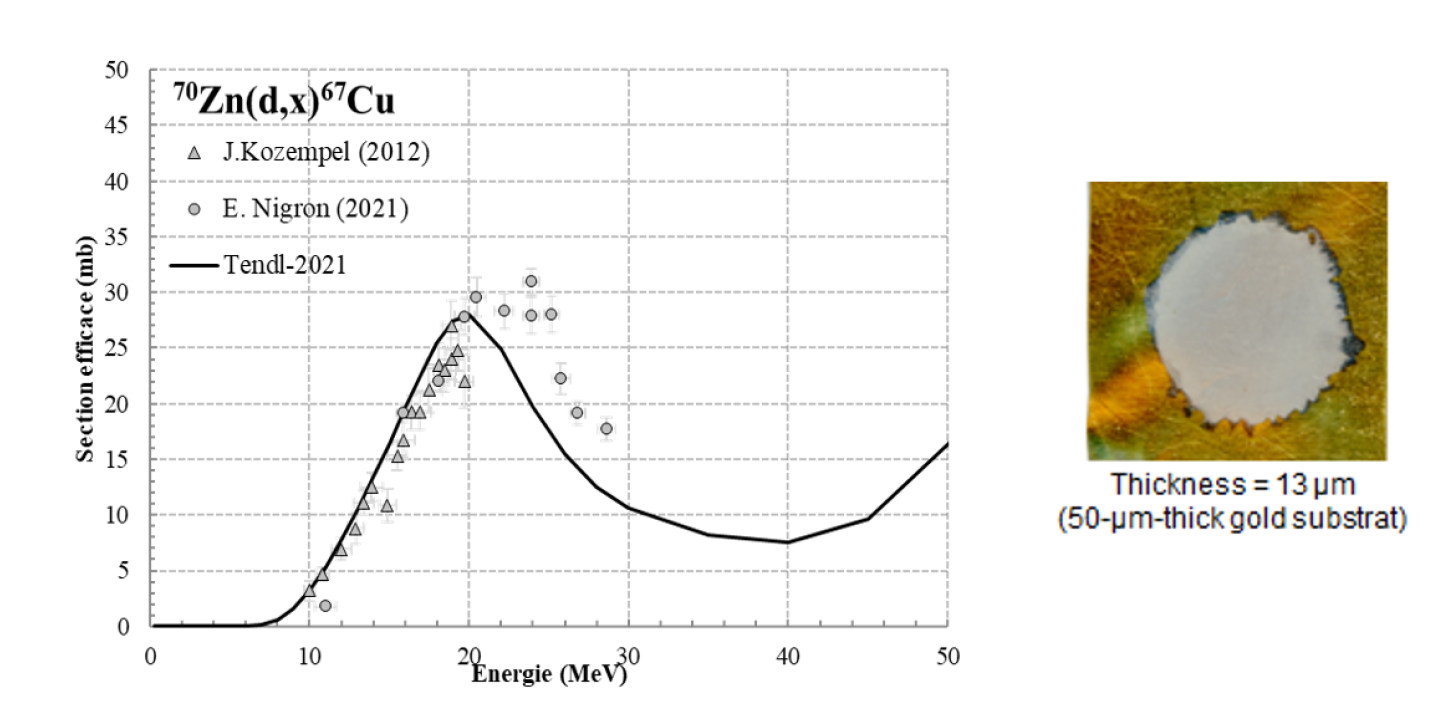 50
45
40
35
30
25
20
15
10
5
0
Section efficace (mb)
⁷⁰Zn(d,x)⁶⁷Cu
J.Kozempel (2012)
E. Nigron (2021)
Tendl-2021
0 10 20 30 40 50
Energie (MeV)
Thickness = 13 µm
(50-µm-thick gold substrat)